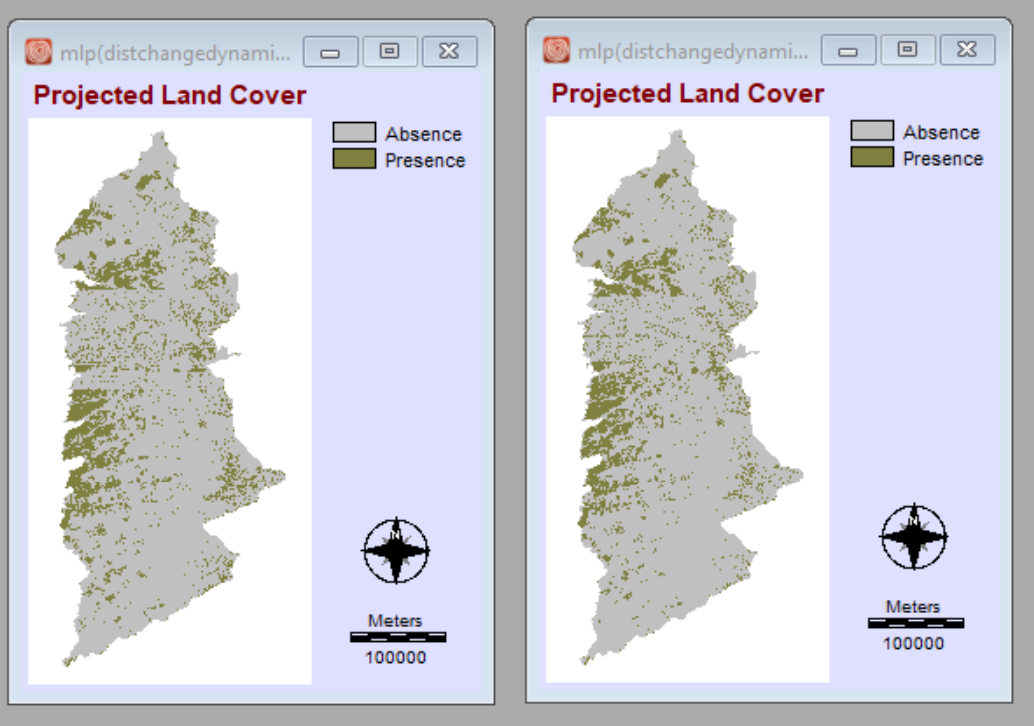 mlp(distchangedynami...
Projected Land Cover
Absence
Presence
Meters
100000
mlp(distchangedynami...
Projected Land Cover
Absence
Presence
Meters
100000